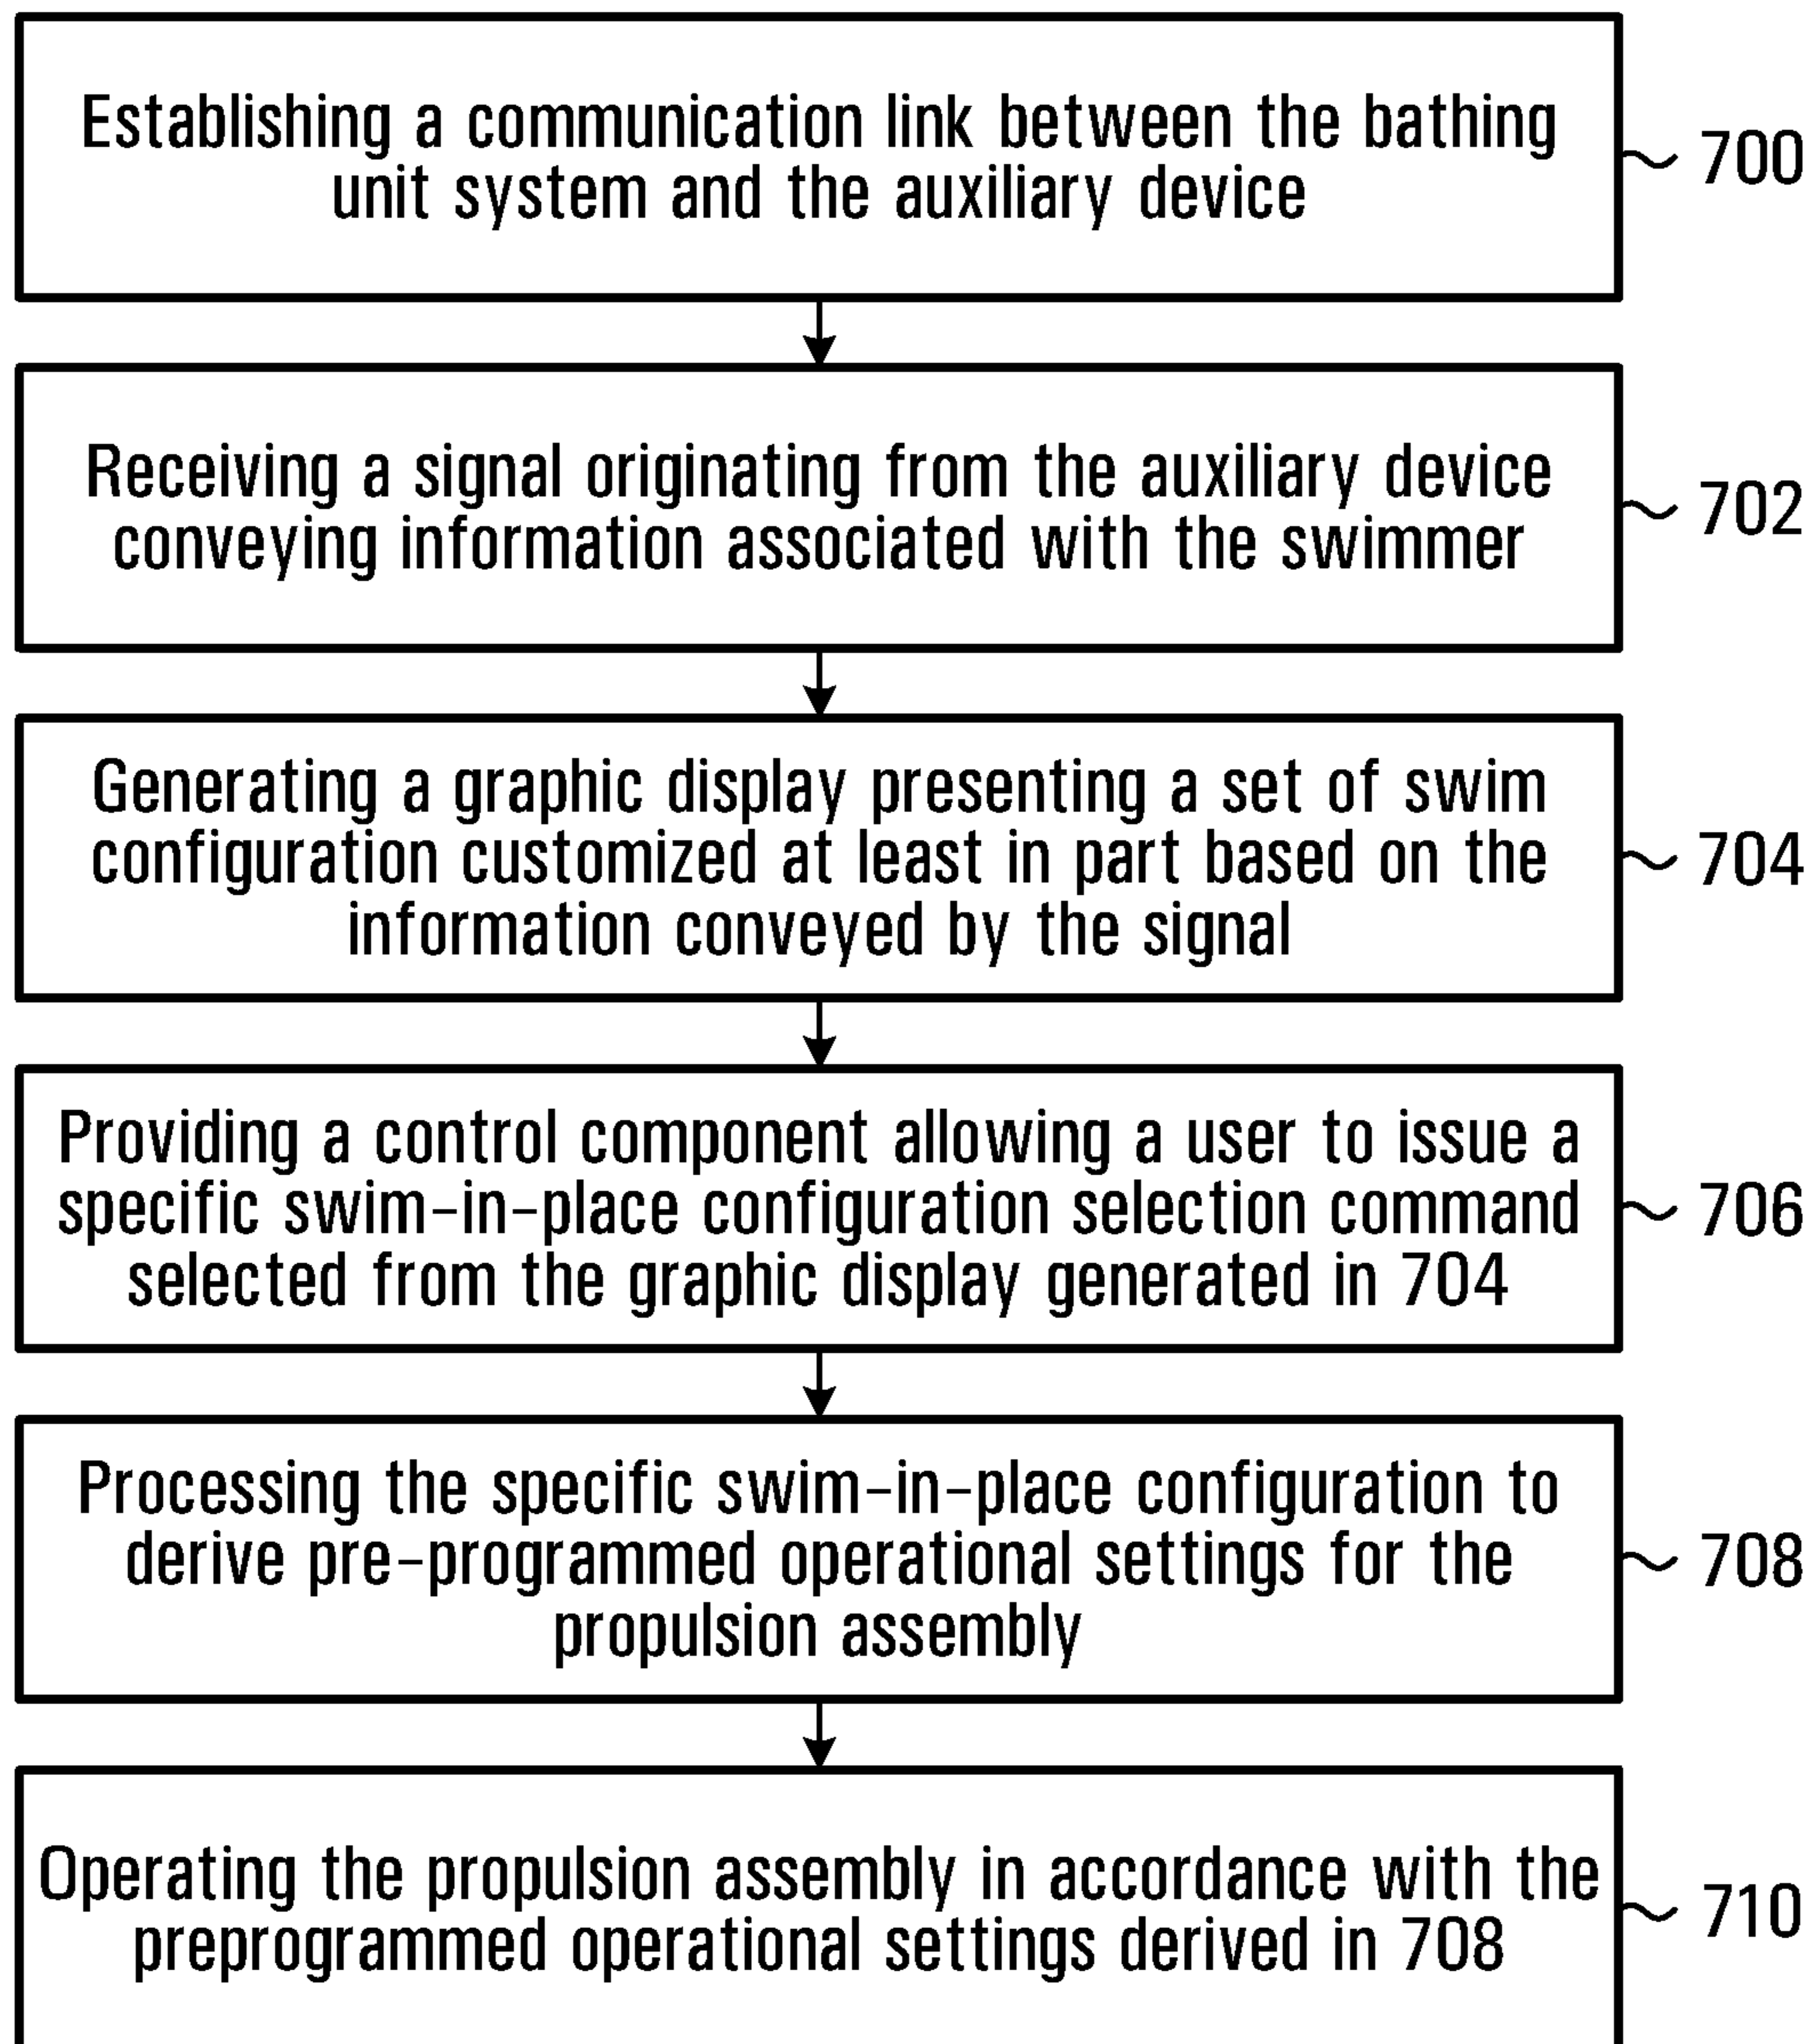 Establishing a communication link between the bathing
unit system and the auxiliary device
700
Receiving a signal originating from the auxiliary device
conveying information associated with the swimmer
702
Generating a graphic display presenting a set of swim
configuration customized at least in part based on the
information conveyed by the signal
704
Providing a control component allowing a user to issue a
specific swim-in-place configuration selection command
selected from the graphic display generated in 704
706
Processing the specific swim-in-place configuration to
derive pre-programmed operational settings for the
propulsion assembly
708
Operating the propulsion assembly in accordance with the
preprogrammed operational settings derived in 708
710